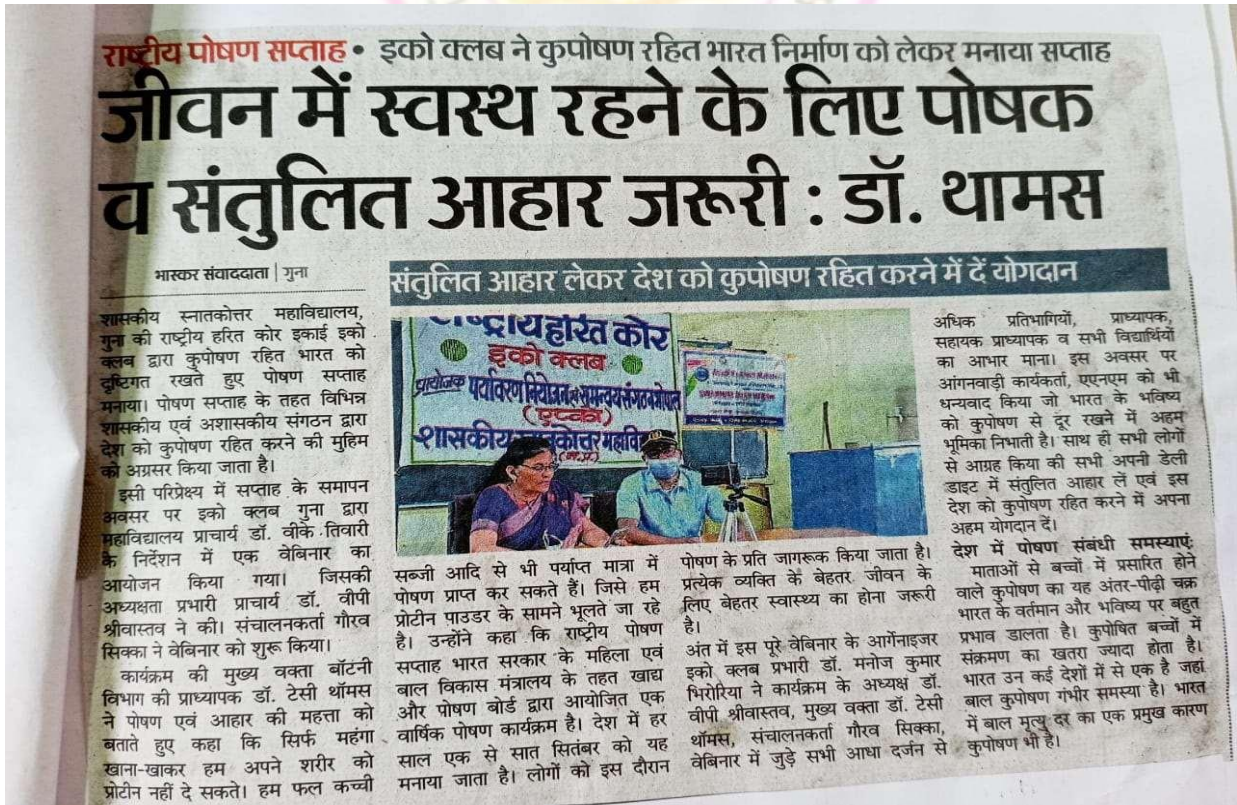 राष्ट्रीय पोषण सप्ताह • इको क्लब ने कुपोषण रहित भारत निर्माण को लेकर मनाया सप्ताह
जीवन में स्वस्थ रहने के लिए पोषक
व संतुलित आहार जरूरी : डॉ. थामस
भास्कर संवाददाता | गुना
शासकीय स्नातकोत्तर महाविद्यालय,
गुना की राष्ट्रीय हरित कोर इकाई इको
क्लब द्वारा कुपोषण रहित भारत को
दृष्टिगत रखते हुए पोषण सप्ताह
मनाया। पोषण सप्ताह के तहत विभिन्न
शासकीय एवं अशासकीय संगठन द्वारा
देश को कुपोषण रहित करने की मुहिम
को अग्रसर किया जाता है।
इसी परिप्रेक्ष्य में सप्ताह के समापन
अवसर पर इको क्लब गुना द्वारा
महाविद्यालय प्राचार्य डॉ. वीके तिवारी
के निर्देशन में एक वेबिनार का
आयोजन किया गया। जिसकी
अध्यक्षता प्रभारी प्राचार्य डॉ. वीपी
श्रीवास्तव ने की। संचालनकर्ता गौरव
सिक्का ने वेबिनार को शुरू किया।
कार्यक्रम की मुख्य वक्ता बॉटनी
विभाग की प्राध्यापक डॉ. टेसी थॉमस
ने पोषण एवं आहार की महत्ता को
बताते हुए कहा कि सिर्फ महंगा
खाना-खाकर हम अपने शरीर को
प्रोटीन नहीं दे सकते। हम फल कच्ची
संतुलित आहार लेकर देश को कुपोषण रहित करने में दें योगदान
राष्ट्रीय हरित कोर
इको क्लब
प्रायोजक पर्यावरण नियोजन एवं समन्वय संगठन भोपाल
(एप्को)
शासकीय स्नातकोत्तर महावि
(म.प्र.)
सब्जी आदि से भी पर्याप्त मात्रा में
पोषण प्राप्त कर सकते हैं। जिसे हम
प्रोटीन पाउडर के सामने भूलते जा रहे
है। उन्होंने कहा कि राष्ट्रीय पोषण
सप्ताह भारत सरकार के महिला एवं
बाल विकास मंत्रालय के तहत खाद्य
और पोषण बोर्ड द्वारा आयोजित एक
वार्षिक पोषण कार्यक्रम है। देश में हर
साल एक से सात सितंबर को यह
मनाया जाता है। लोगों को इस दौरान
पोषण के प्रति जागरूक किया जाता है।
प्रत्येक व्यक्ति के बेहतर जीवन के
लिए बेहतर स्वास्थ्य का होना जरूरी
है।
अंत में इस पूरे वेबिनार के आर्गेनाइजर
इको क्लब प्रभारी डॉ. मनोज कुमार
भिरोरिया ने कार्यक्रम के अध्यक्ष डॉ.
वीपी श्रीवास्तव, मुख्य वक्ता डॉ. टेसी
थॉमस, संचालनकर्ता गौरव सिक्का,
वेबिनार में जुड़े सभी आधा दर्जन से
अधिक प्रतिभागियों, प्राध्यापक,
सहायक प्राध्यापक व सभी विद्यार्थियों
का आभार माना। इस अवसर पर
आंगनवाड़ी कार्यकर्ता, एएनएम को भी
धन्यवाद किया जो भारत के भविष्य
को कुपोषण से दूर रखने में अहम
भूमिका निभाती है। साथ ही सभी लोगों
से आग्रह किया की सभी अपनी डेली
डाइट में संतुलित आहार लें एवं इस
देश को कुपोषण रहित करने में अपना
अहम योगदान दें।
देश में पोषण संबंधी समस्याएं:
माताओं से बच्चों में प्रसारित होने
वाले कुपोषण का यह अंतर-पीढ़ी चक्र
भारत के वर्तमान और भविष्य पर बहुत
प्रभाव डालता है। कुपोषित बच्चों में
संक्रमण का खतरा ज्यादा होता है।
भारत उन कई देशों में से एक है जहां
बाल कुपोषण गंभीर समस्या है। भारत
में बाल मृत्यु दर का एक प्रमुख कारण
कुपोषण भी है।